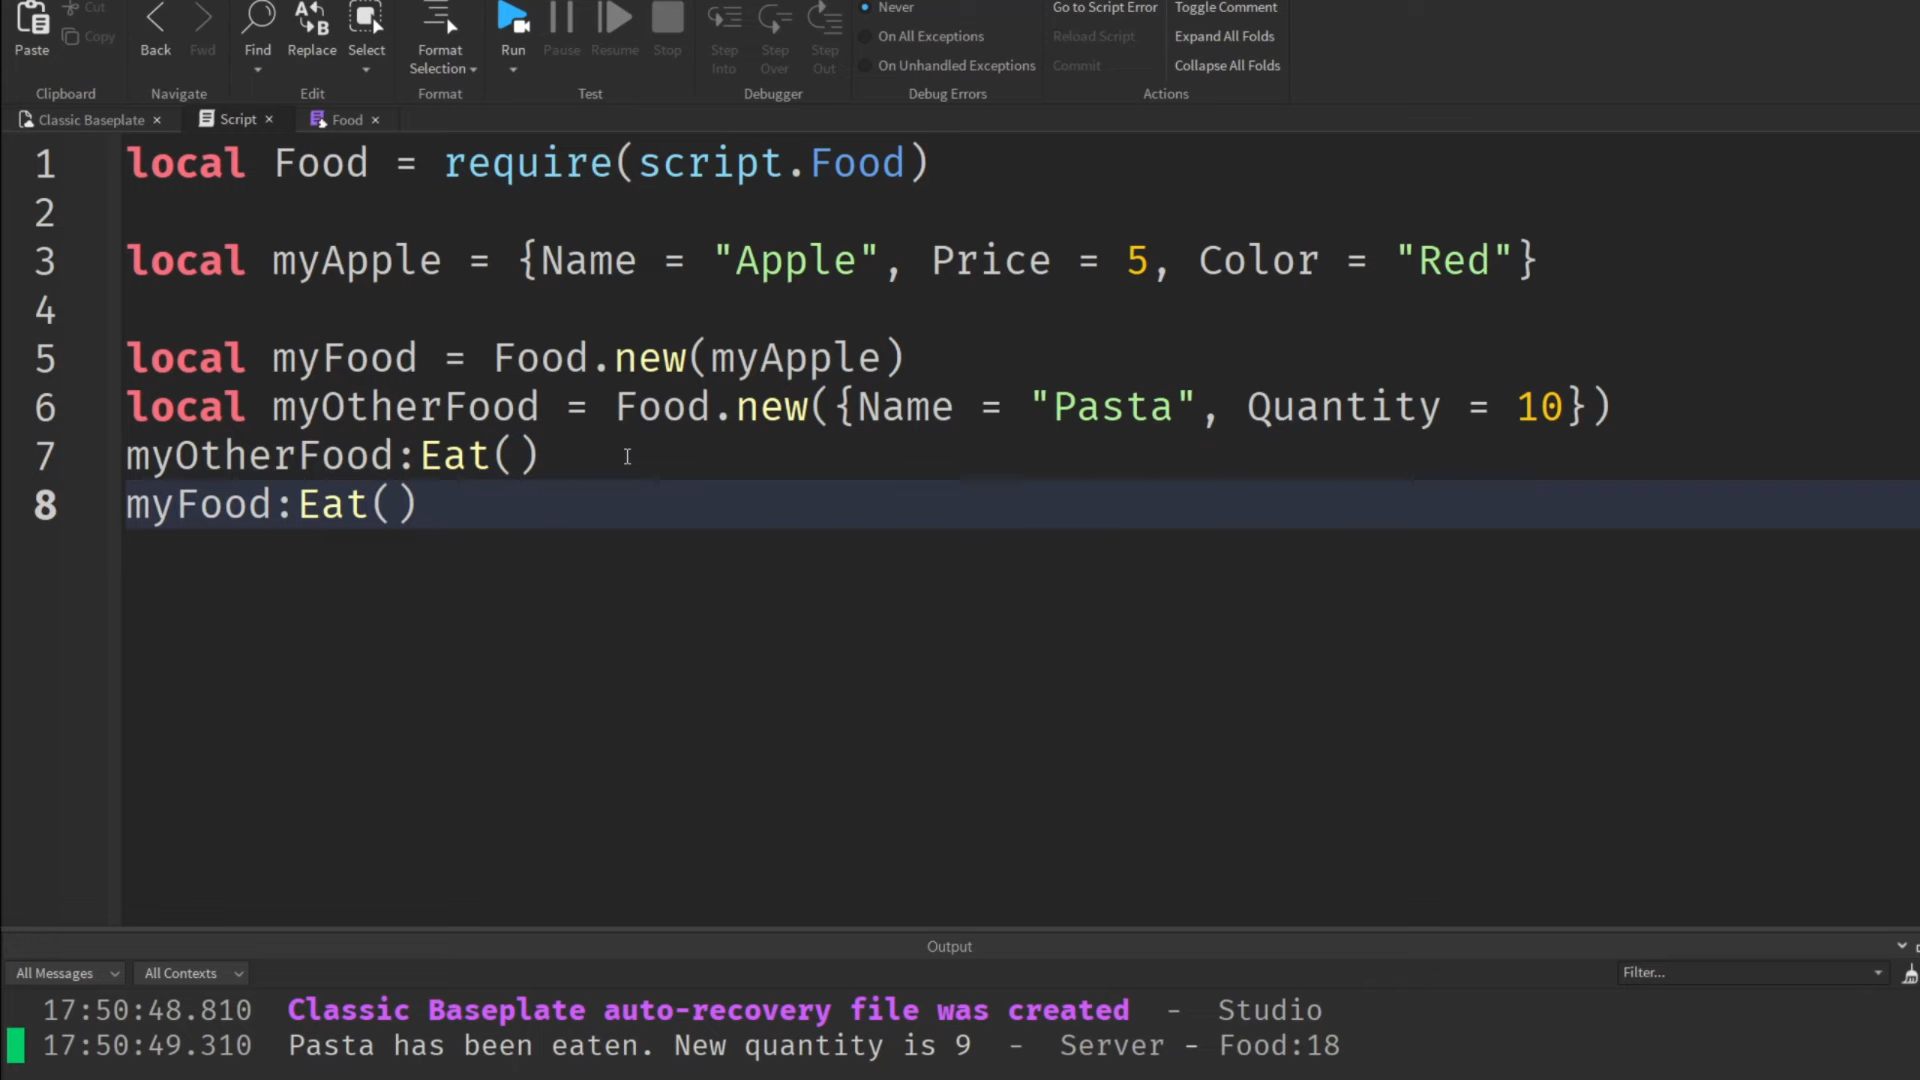 Paste
Cut
Copy
Clipboard
Back
Fwd
Navigate
Find
Replace
Select
Edit
Format
Selection
Format
Run
Pause
Resume
Stop
Test
Step
Into
Step
Over
Step
Out
Debugger
Never
On All Exceptions
On Unhandled Exceptions
Debug Errors
Go to Script Error
Reload Script
Commit
Toggle Comment
Expand All Folds
Collapse All Folds
Actions
Classic Baseplate ×
Script ×
Food ×
1 local Food = require(script.Food)
2
3 local myApple = {Name = "Apple", Price = 5, Color = "Red"}
4
5 local myFood = Food.new(myApple)
6 local myOtherFood = Food.new({Name = "Pasta", Quantity = 10})
7 myOtherFood:Eat()
8 myFood:Eat()
Output
All Messages
All Contexts
Filter...
17:50:48.810 Classic Baseplate auto-recovery file was created - Studio
17:50:49.310 Pasta has been eaten. New quantity is 9 - Server - Food:18